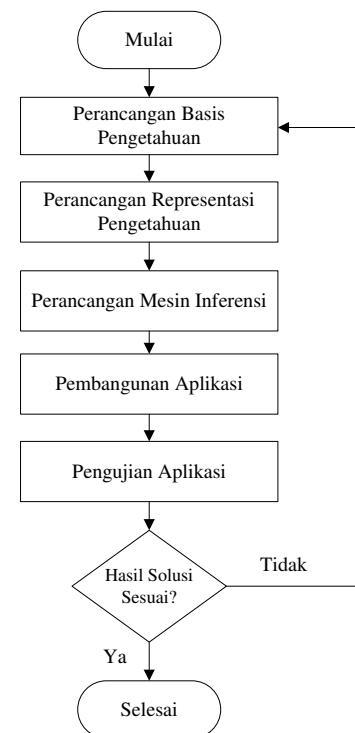 Mulai
Perancangan Basis
Pengetahuan
Perancangan Representasi
Pengetahuan
Perancangan Mesin Inferensi
Pembangunan Aplikasi
Pengujian Aplikasi
Hasil Solusi
Sesuai?
Tidak
Ya
Selesai